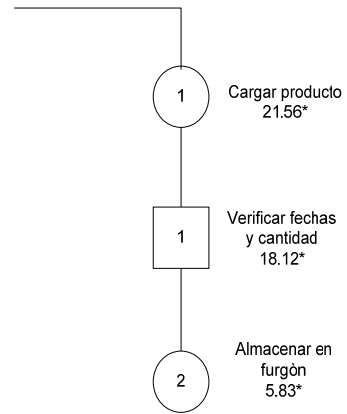 1
Cargar producto
21.56*
1
Verificar fechas
y cantidad
18.12*
2
Almacenar en
furgòn
5.83*